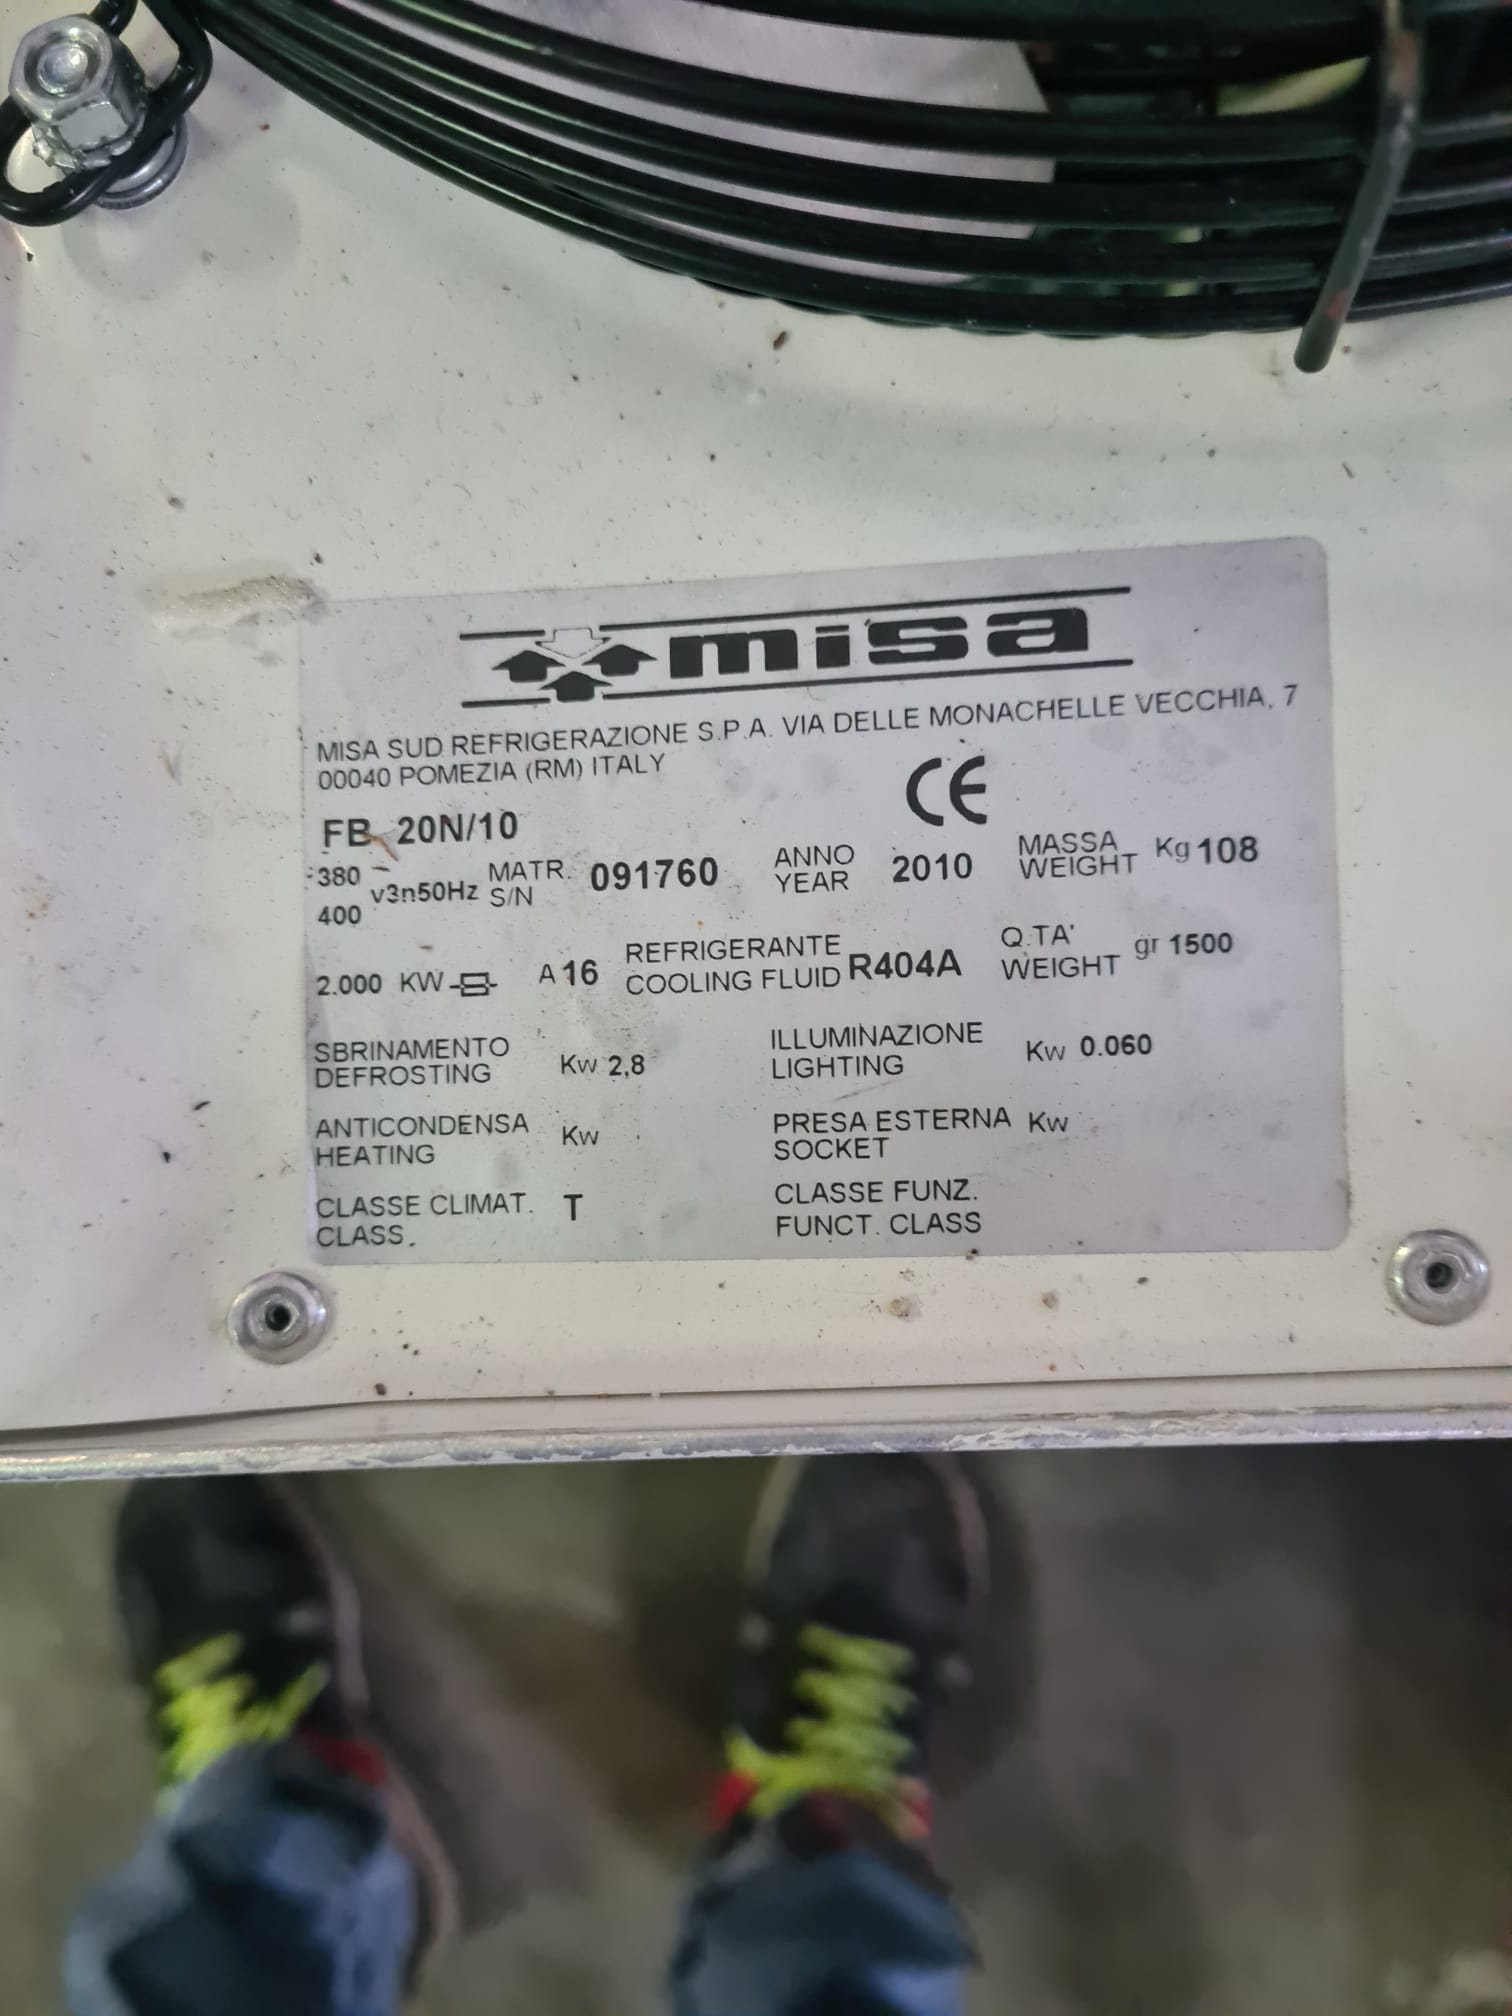 misa
MISA SUD REFRIGERAZIONE S.P.A. VIA DELLE MONACHELLE VECCHIA, 7
00040 POMEZIA (RM) ITALY
CE
FB 20N/10
380
400
v3n50Hz
MATR.
S/N
091760
ANNO
YEAR
2010
MASSA
WEIGHT
Kg 108
2.000 KW
A 16
REFRIGERANTE
COOLING FLUID
R404A
Q.TA'
WEIGHT
gr 1500
SBRINAMENTO
DEFROSTING
Kw 2,8
ILLUMINAZIONE
LIGHTING
Kw 0.060
ANTICONDENSA
HEATING
Kw
PRESA ESTERNA
SOCKET
Kw
CLASSE CLIMAT.
CLASS.
T
CLASSE FUNZ.
FUNCT. CLASS